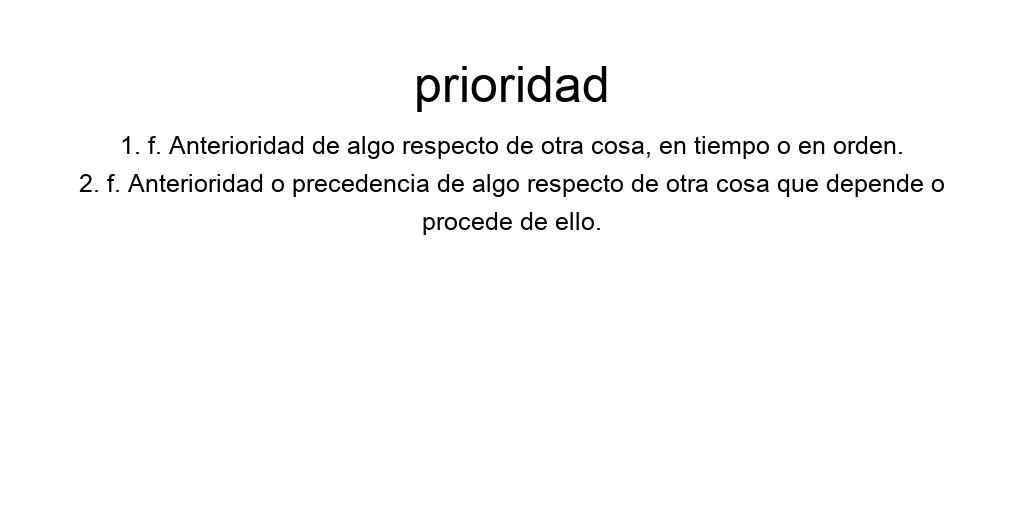 prioridad
1. f. Anterioridad de algo respecto de otra cosa, en tiempo o en orden.
2. f. Anterioridad o precedencia de algo respecto de otra cosa que depende o
procede de ello.